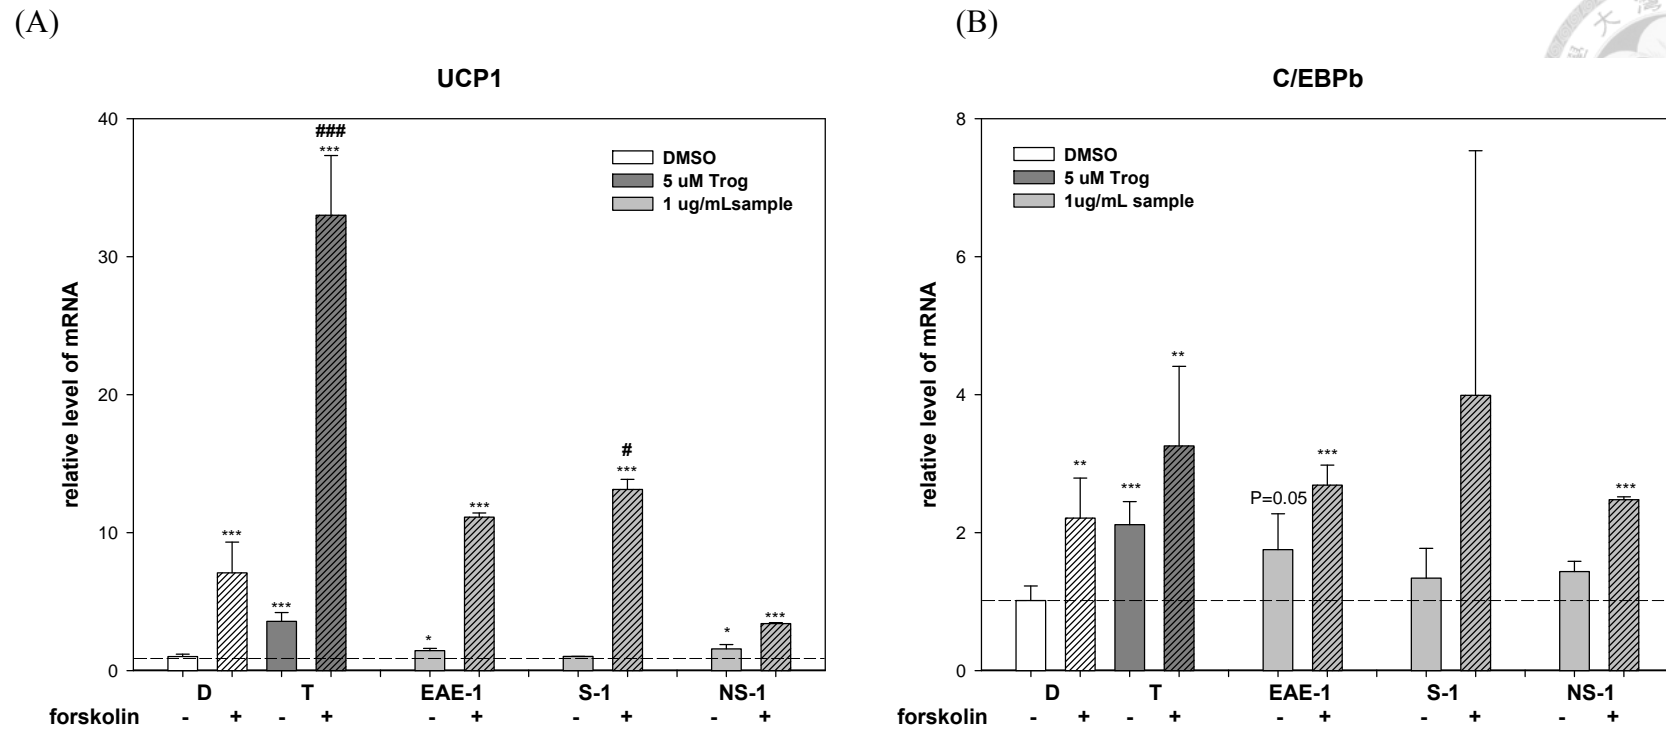 (A)
(B)
UCP1
C/EBPb
40
30
20
10
0
relative level of mRNA
DMSO
5 uM Trog
1 ug/mLsample
***
***
###
***
*
***
#
***
*
***
D T EAE-1 S-1 NS-1
forskolin - + - + - + - + - +
8
6
4
2
0
relative level of mRNA
DMSO
5 uM Trog
1ug/mL sample
**
***
**
P=0.05
***
***
D T EAE-1 S-1 NS-1
forskolin - + - + - + - + - +
大 灣